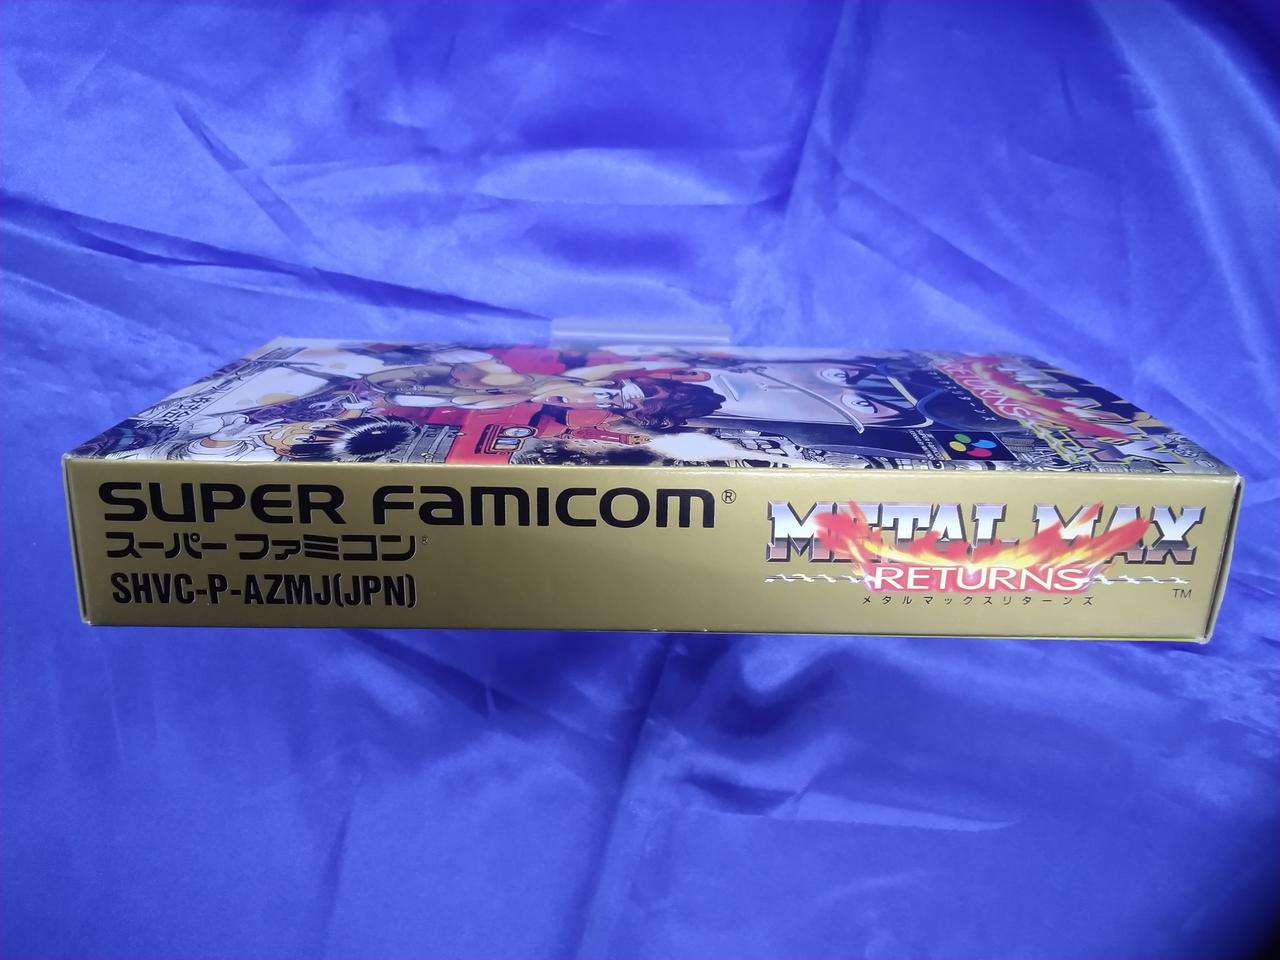 SUPER FAMICOM®
スーパーファミコン®
SHVC-P-AZMJ(JPN)
METAL MAX
RETURNS
メタルマックスリターンズ
TM
RETURNS